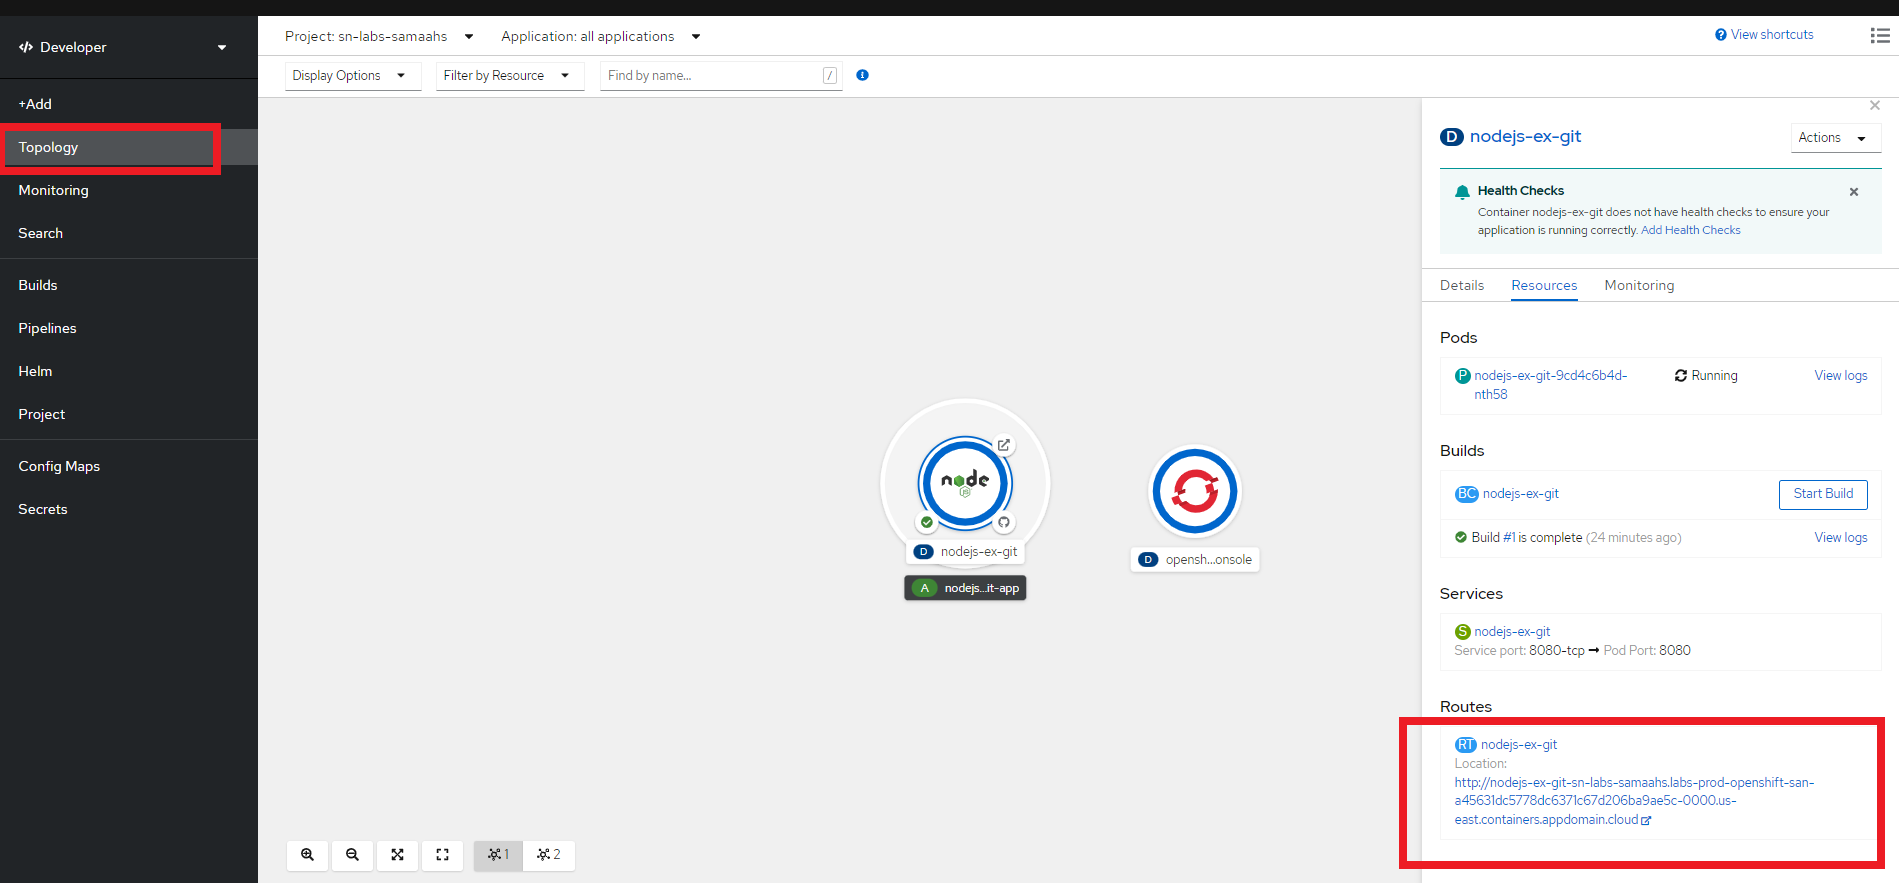 Developer
+Add
Topology
Monitoring
Search
Builds
Pipelines
Helm
Project
Config Maps
Secrets
Project: sn-labs-samaahs
Application: all applications
View shortcuts
Display Options
Filter by Resource
Find by name...
/
node
JS
D nodejs-ex-git
A nodejs...it-app
D opensh...onsole
1
2
D nodejs-ex-git
Actions
Health Checks
Container nodejs-ex-git does not have health checks to ensure your
application is running correctly. Add Health Checks
Details Resources Monitoring
Pods
P nodejs-ex-git-9cd4c6b4d-
nth58
Running
View logs
Builds
BC nodejs-ex-git
Start Build
Build #1 is complete (24 minutes ago)
View logs
Services
S nodejs-ex-git
Service port: 8080-tcp → Pod Port: 8080
Routes
RT nodejs-ex-git
Location:
http://nodejs-ex-git-sn-labs-samaahs.labs-prod-openshift-san-
a45631dc5778dc6371c67d206ba9ae5c-0000.us-
east.containers.appdomain.cloud